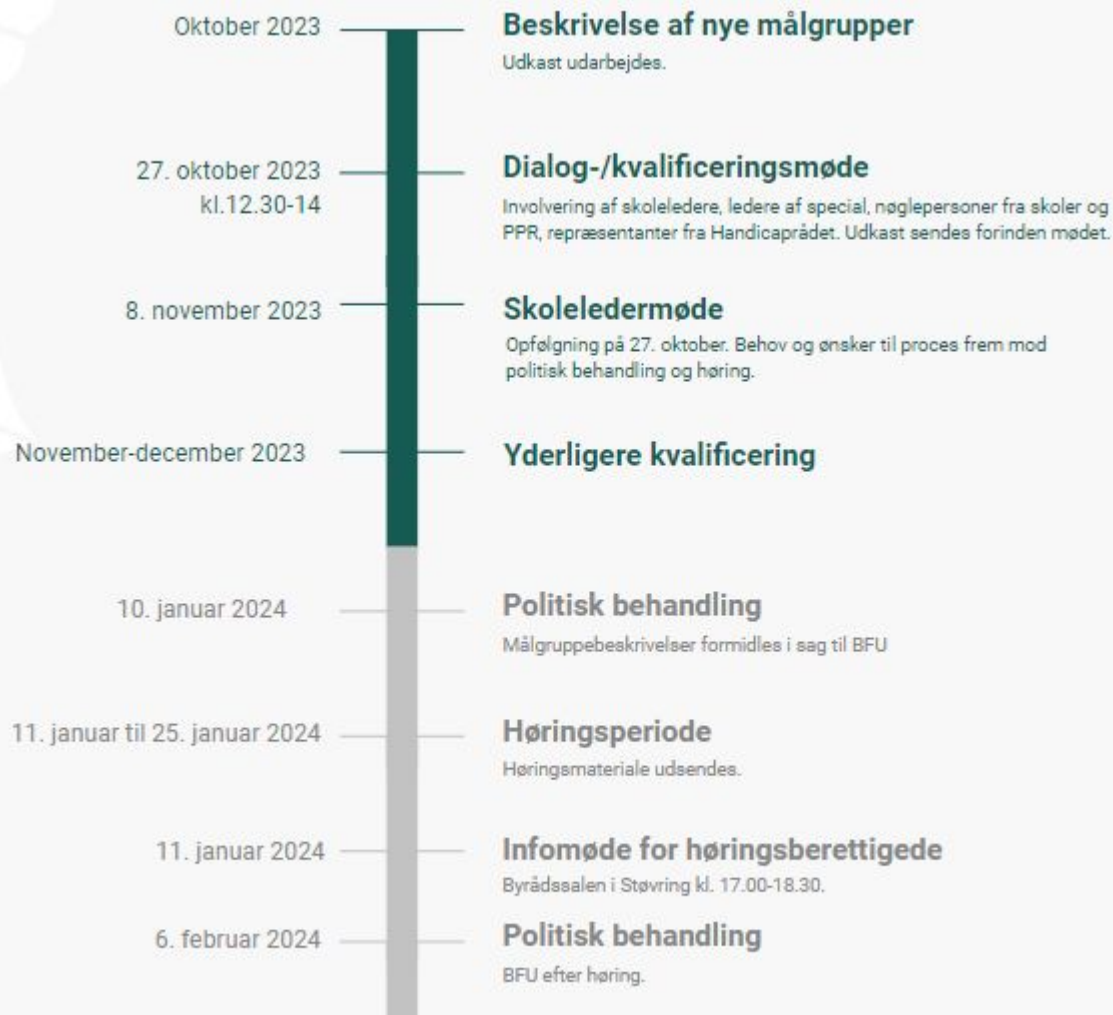 Oktober 2023
Beskrivelse af nye målgrupper
Udkast udarbejdes.
27. oktober 2023
kl.12.30-14
Dialog-/kvalificeringsmøde
Involvering af skoleledere, ledere af special, nøglepersoner fra skoler og
PPR, repræsentanter fra Handicaprådet. Udkast sendes forinden mødet.
8. november 2023
Skoleledermøde
Opfølgning på 27. oktober. Behov og ønsker til proces frem mod
politisk behandling og høring.
November-december 2023
Yderligere kvalificering
10. januar 2024
Politisk behandling
Målgruppebeskrivelser formidles i sag til BFU
11. januar til 25. januar 2024
Høringsperiode
Høringsmateriale udsendes.
11. januar 2024
Infomøde for høringsberettigede
Byrådssalen i Støvring kl. 17.00-18.30.
6. februar 2024
Politisk behandling
BFU efter høring.